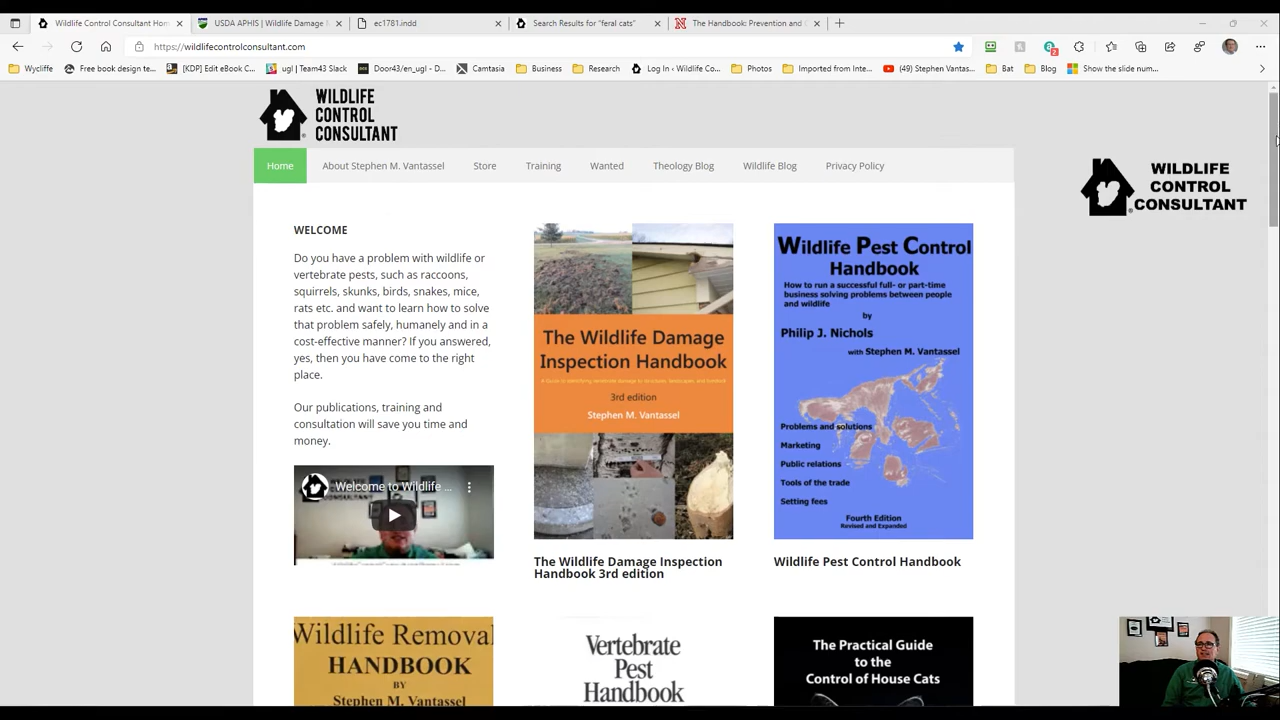 Wildlife Control Consultant Hom
USDA APHIS | Wildlife Damage M
ec1781.indd
Search Results for "feral cats"
The Handbook: Prevention and C
https://wildlifecontrolconsultant.com
2
Wycliffe
Free book design te...
[KDP] Edit eBook C...
ugl | Team43 Slack
Door43/en_ugl - D...
Camtasia
Business
Research
Log In ‹ Wildlife Co...
Photos
Imported from Inte...
(49) Stephen Vantas...
Bat
Blog
Show the slide num...
WILDLIFE
CONTROL
CONSULTANT
Home
About Stephen M. Vantassel
Store
Training
Wanted
Theology Blog
Wildlife Blog
Privacy Policy
WILDLIFE
CONTROL
CONSULTANT
WELCOME
Do you have a problem with wildlife or
vertebrate pests, such as raccoons,
squirrels, skunks, birds, snakes, mice,
rats etc. and want to learn how to solve
that problem safely, humanely and in a
cost-effective manner? If you answered,
yes, then you have come to the right
place.
Our publications, training and
consultation will save you time and
money.
Welcome to Wildlife ...
The Wildlife Damage
Inspection Handbook
3rd edition
Stephen M. Vantassel
The Wildlife Damage Inspection
Handbook 3rd edition
Wildlife Pest Control
Handbook
How to run a successful full- or part-time
business solving problems between people
and wildlife
by
Philip J. Nichols
with Stephen M. Vantassel
Problems and solutions
Marketing
Public relations
Tools of the trade
Setting fees
Fourth Edition
Revised and Expanded
Wildlife Pest Control Handbook
Wildlife Removal
HANDBOOK
BY
Stephen M. Vantassel
Vertebrate
Pest
Handbook
The Practical Guide
to the
Control of House Cats